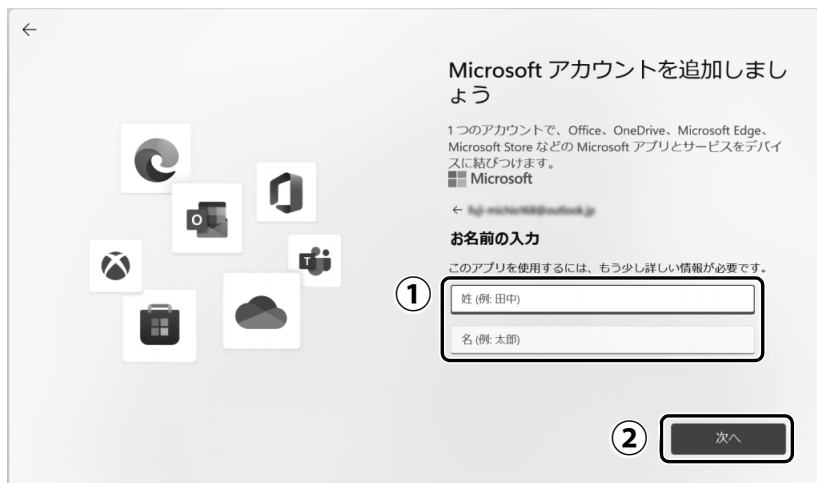 ←
Microsoft アカウントを追加しまし
ょう
1 つのアカウントで、Office、OneDrive、Microsoft Edge、
Microsoft Store などの Microsoft アプリとサービスをデバイ
スに結びつけます。
Microsoft
←
お名前の入力
このアプリを使用するには、もう少し詳しい情報が必要です。
①
姓 (例: 田中)
名 (例: 太郎)
② 次へ